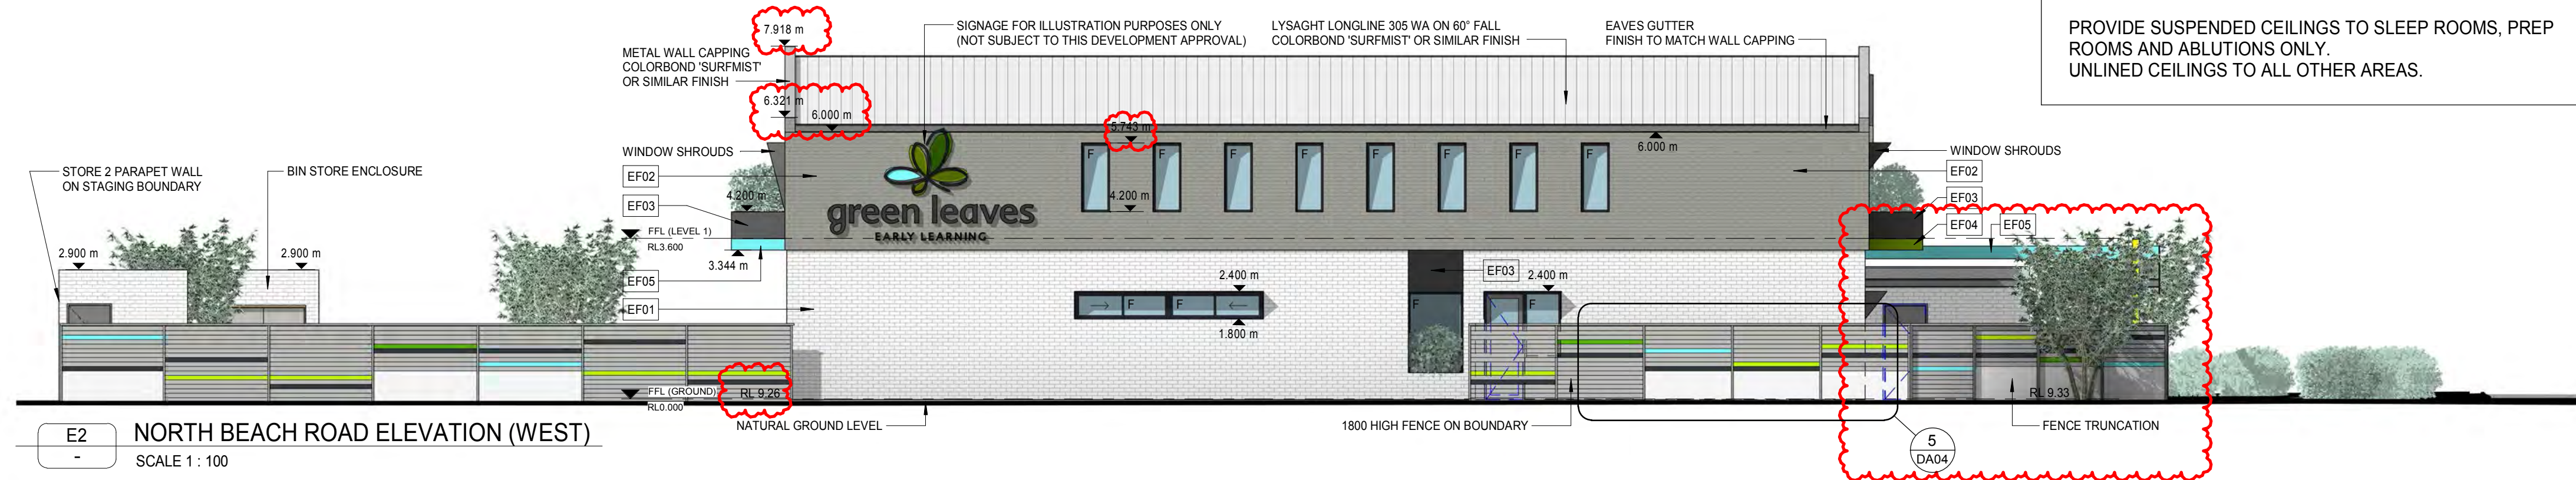 7.918 m
METAL WALL CAPPING
COLORBOND 'SURFMIST'
OR SIMILAR FINISH
SIGNAGE FOR ILLUSTRATION PURPOSES ONLY
(NOT SUBJECT TO THIS DEVELOPMENT APPROVAL)
LYSAGHT LONGLINE 305 WA ON 60° FALL
COLORBOND 'SURFMIST' OR SIMILAR FINISH
EAVES GUTTER
FINISH TO MATCH WALL CAPPING
PROVIDE SUSPENDED CEILINGS TO SLEEP ROOMS, PREP
ROOMS AND ABLUTIONS ONLY.
UNLINED CEILINGS TO ALL OTHER AREAS.
6.321 m
6.000 m
5.743 m
6.000 m
WINDOW SHROUDS
WINDOW SHROUDS
F
F
F
F
F
F
F
F
STORE 2 PARAPET WALL
ON STAGING BOUNDARY
BIN STORE ENCLOSURE
EF02
EF02
EF03
4.200 m
4.200 m
EF03
green leaves
EARLY LEARNING
EF04
EF05
FFL (LEVEL 1)
RL3.600
3.344 m
2.900 m
2.900 m
EF05
EF03
2.400 m
2.400 m
EF01
F
F
F
F
1.800 m
FFL (GROUND)
RL0.000
RL 9.26
RL 9.33
NATURAL GROUND LEVEL
1800 HIGH FENCE ON BOUNDARY
FENCE TRUNCATION
5
DA04
E2
-
NORTH BEACH ROAD ELEVATION (WEST)
SCALE 1 : 100